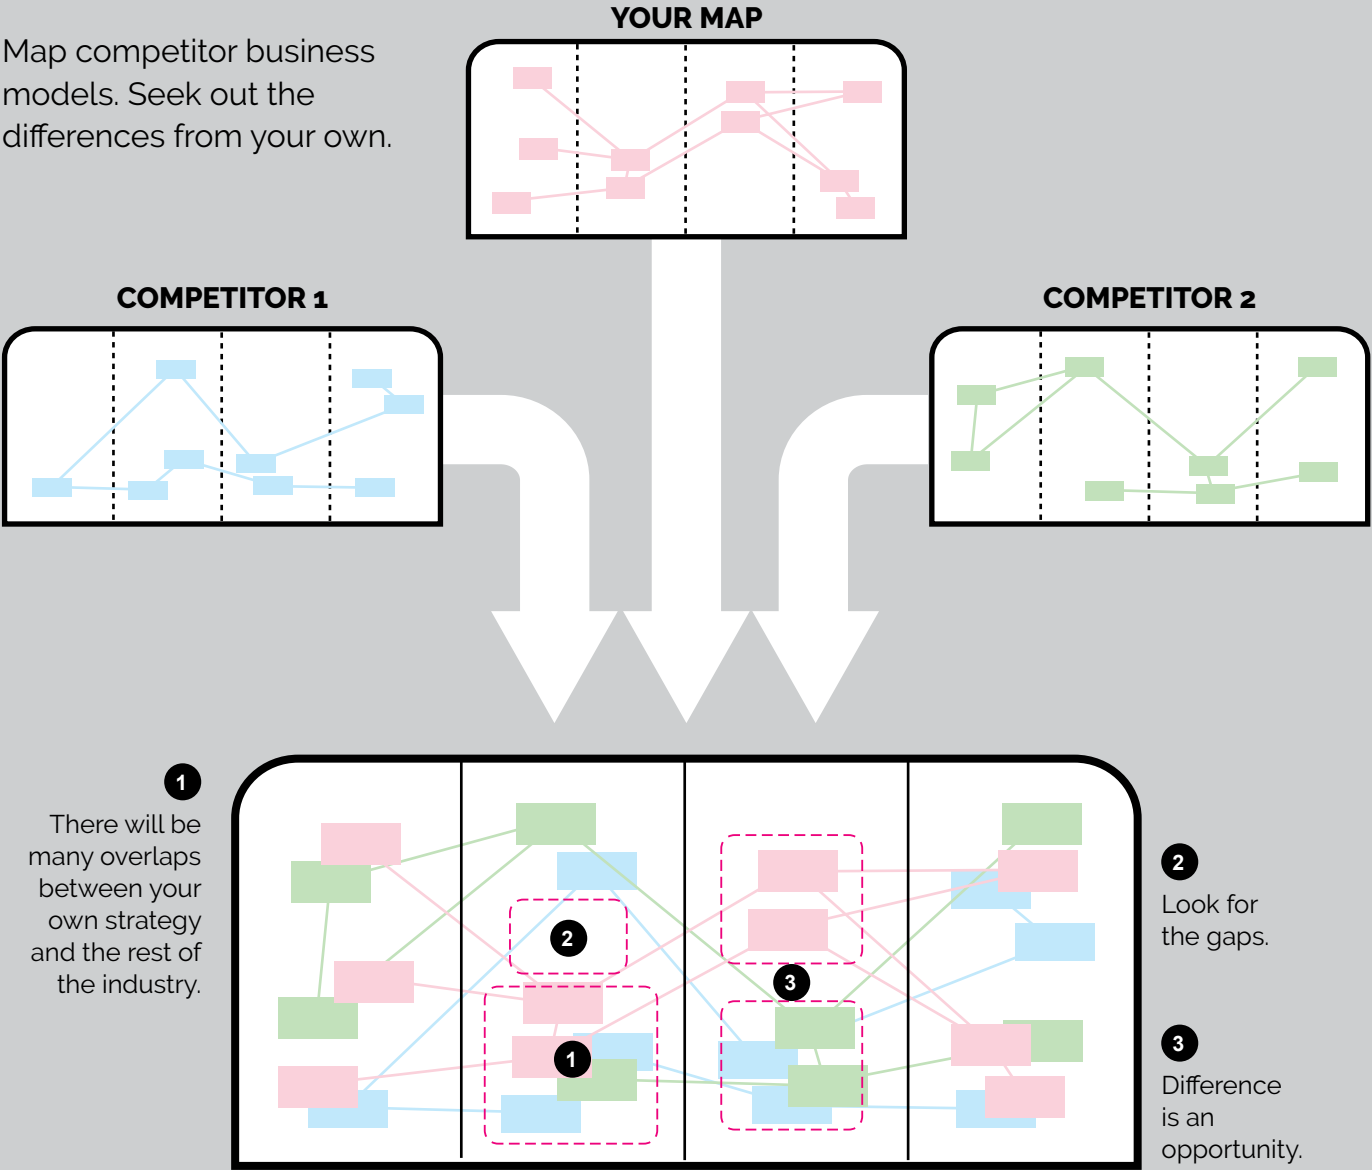 YOUR MAP
Map competitor business
models. Seek out the
differences from your own.
COMPETITOR 1
COMPETITOR 2
1
There will be
many overlaps
between your
own strategy
and the rest of
the industry.
2
3
1
2
Look for
the gaps.
3
Difference
is an
opportunity.